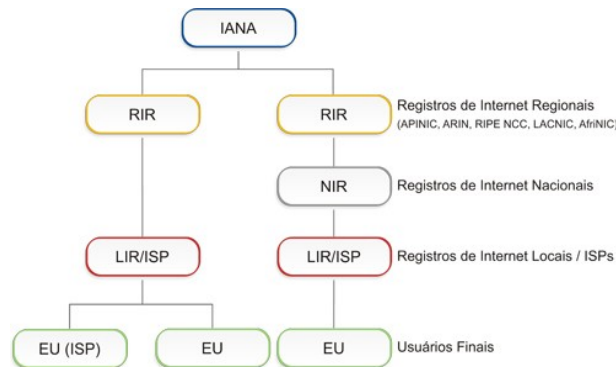 IANA
RIR
RIR
Registros de Internet Regionais
(APINIC, ARIN, RIPE NCC, LACNIC, AfriNIC)
NIR
Registros de Internet Nacionais
LIR/ISP
LIR/ISP
Registros de Internet Locais / ISPs
EU (ISP)
EU
EU
Usuários Finais